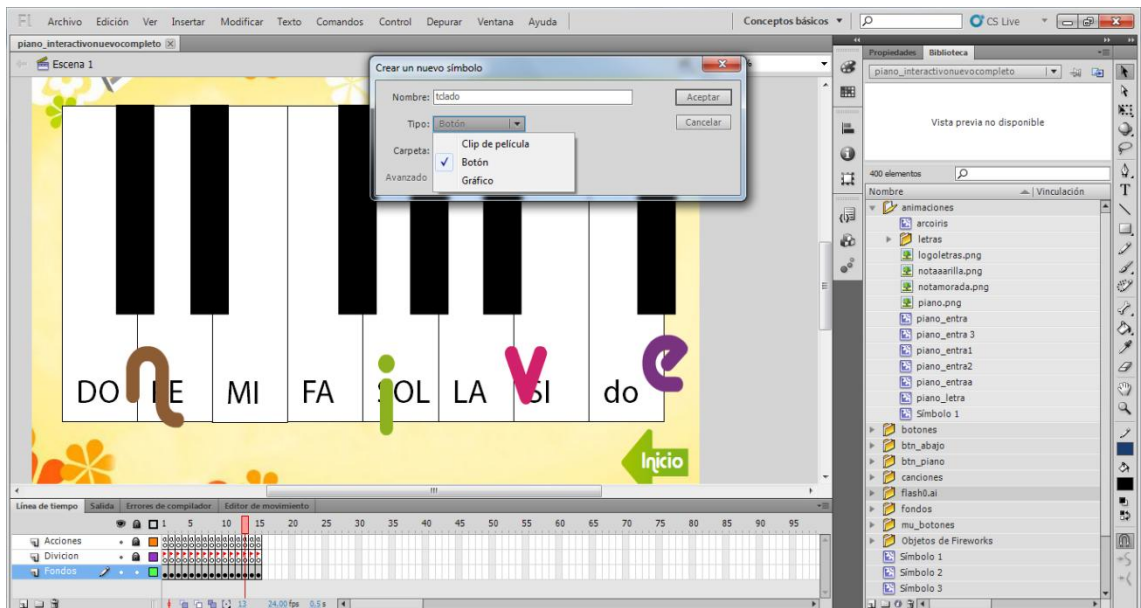 Fl Archivo Edición Ver Insertar Modificar Texto Comandos Control Depurar Ventana Ayuda Conceptos básicos CS Live
piano_interactivonuevocompleto
Escena 1
Crear un nuevo símbolo
Nombre: tclado
Aceptar
Tipo: Botón
Cancelar
Clip de película
Carpeta:
Botón
Avanzado
Gráfico
DO RE MI FA SOL LA SI do
n i v e
Inicio
Propiedades Biblioteca
piano_interactivonuevocompleto
Vista previa no disponible
400 elementos
Nombre Vinculación
animaciones
arcoiris
letras
logoletras.png
notaaarilla.png
notamorada.png
piano.png
piano_entra
piano_entra 3
piano_entra1
piano_entra2
piano_entraa
piano_letra
Símbolo 1
botones
btn_abajo
btn_piano
canciones
flash0.ai
fondos
mu_botones
Objetos de Fireworks
Símbolo 1
Símbolo 2
Símbolo 3
Línea de tiempo Salida Errores de compilador Editor de movimiento
1 5 10 15 20 25 30 35 40 45 50 55 60 65 70 75 80 85 90 95
Acciones
Division
Fondos
13 24.00 fps 0.5 s